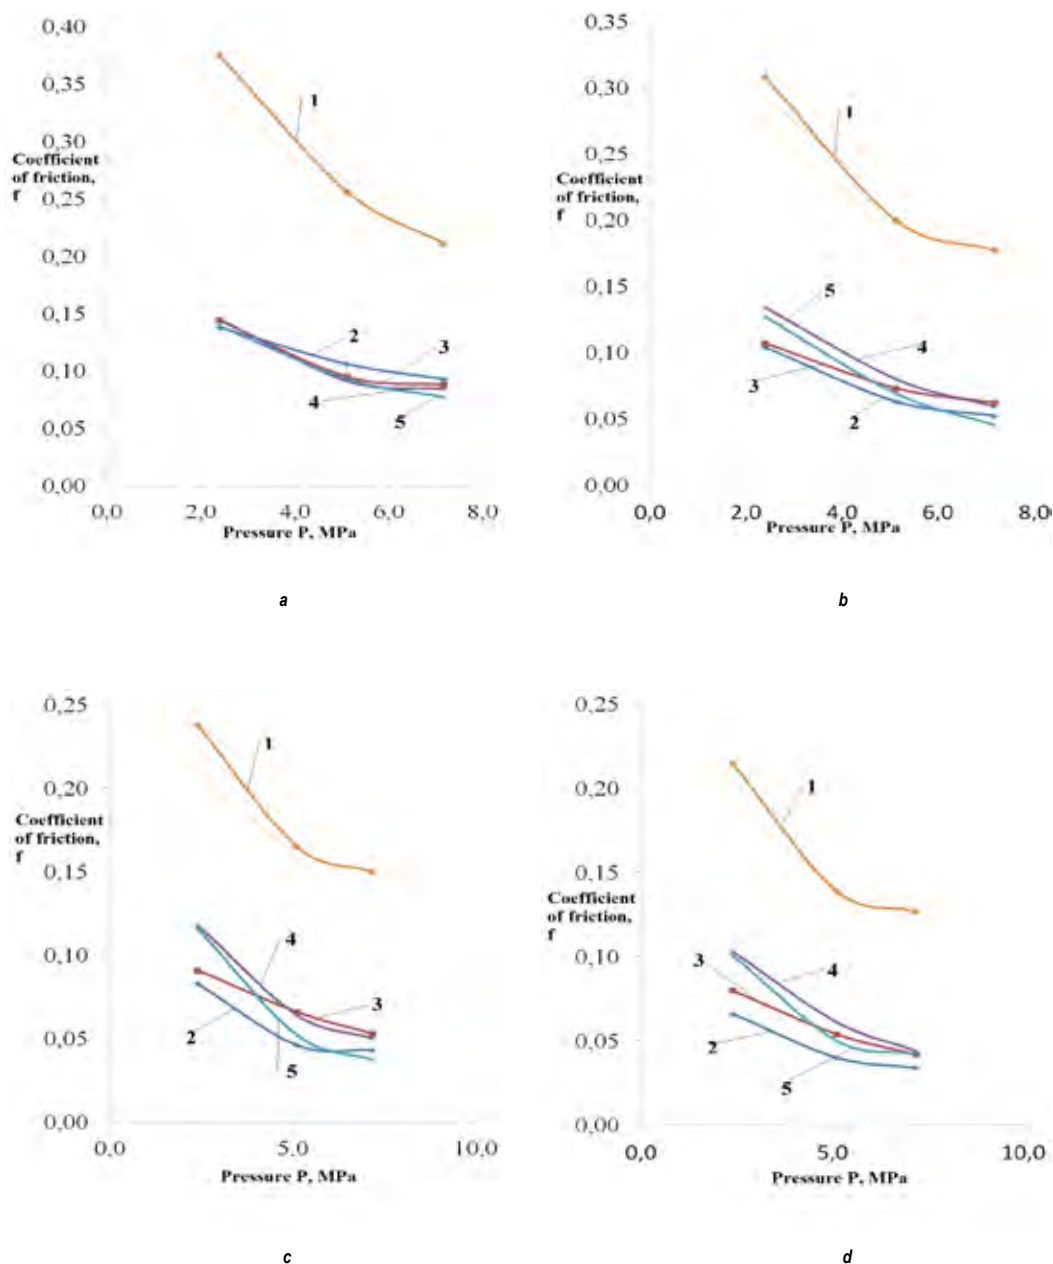 0,40
0,35
0,30
Coefficient
of friction,
f
0,25
0,20
0,15
0,10
0,05
0,00
1
2
3
4
5
0,0 2,0 4,0 6,0 8,0
Pressure P, MPa
a
0,35
0,30
0,25
Coefficient
of friction,
f
0,20
0,15
0,10
0,05
0,00
1
5
4
3
2
0,0 2,0 4,0 6,0 8,0
Pressure P, MPa
b
0,25
0,20
Coefficient
of friction,
f
0,15
0,10
0,05
0,00
1
4
3
2
5
0,0 5,0 10,0
Pressure P, MPa
c
0,25
0,20
0,15
Coefficient
of friction,
f
0,10
0,05
0,00
1
3
4
2
5
0,0 5,0 10,0
Pressure P, MPa
d